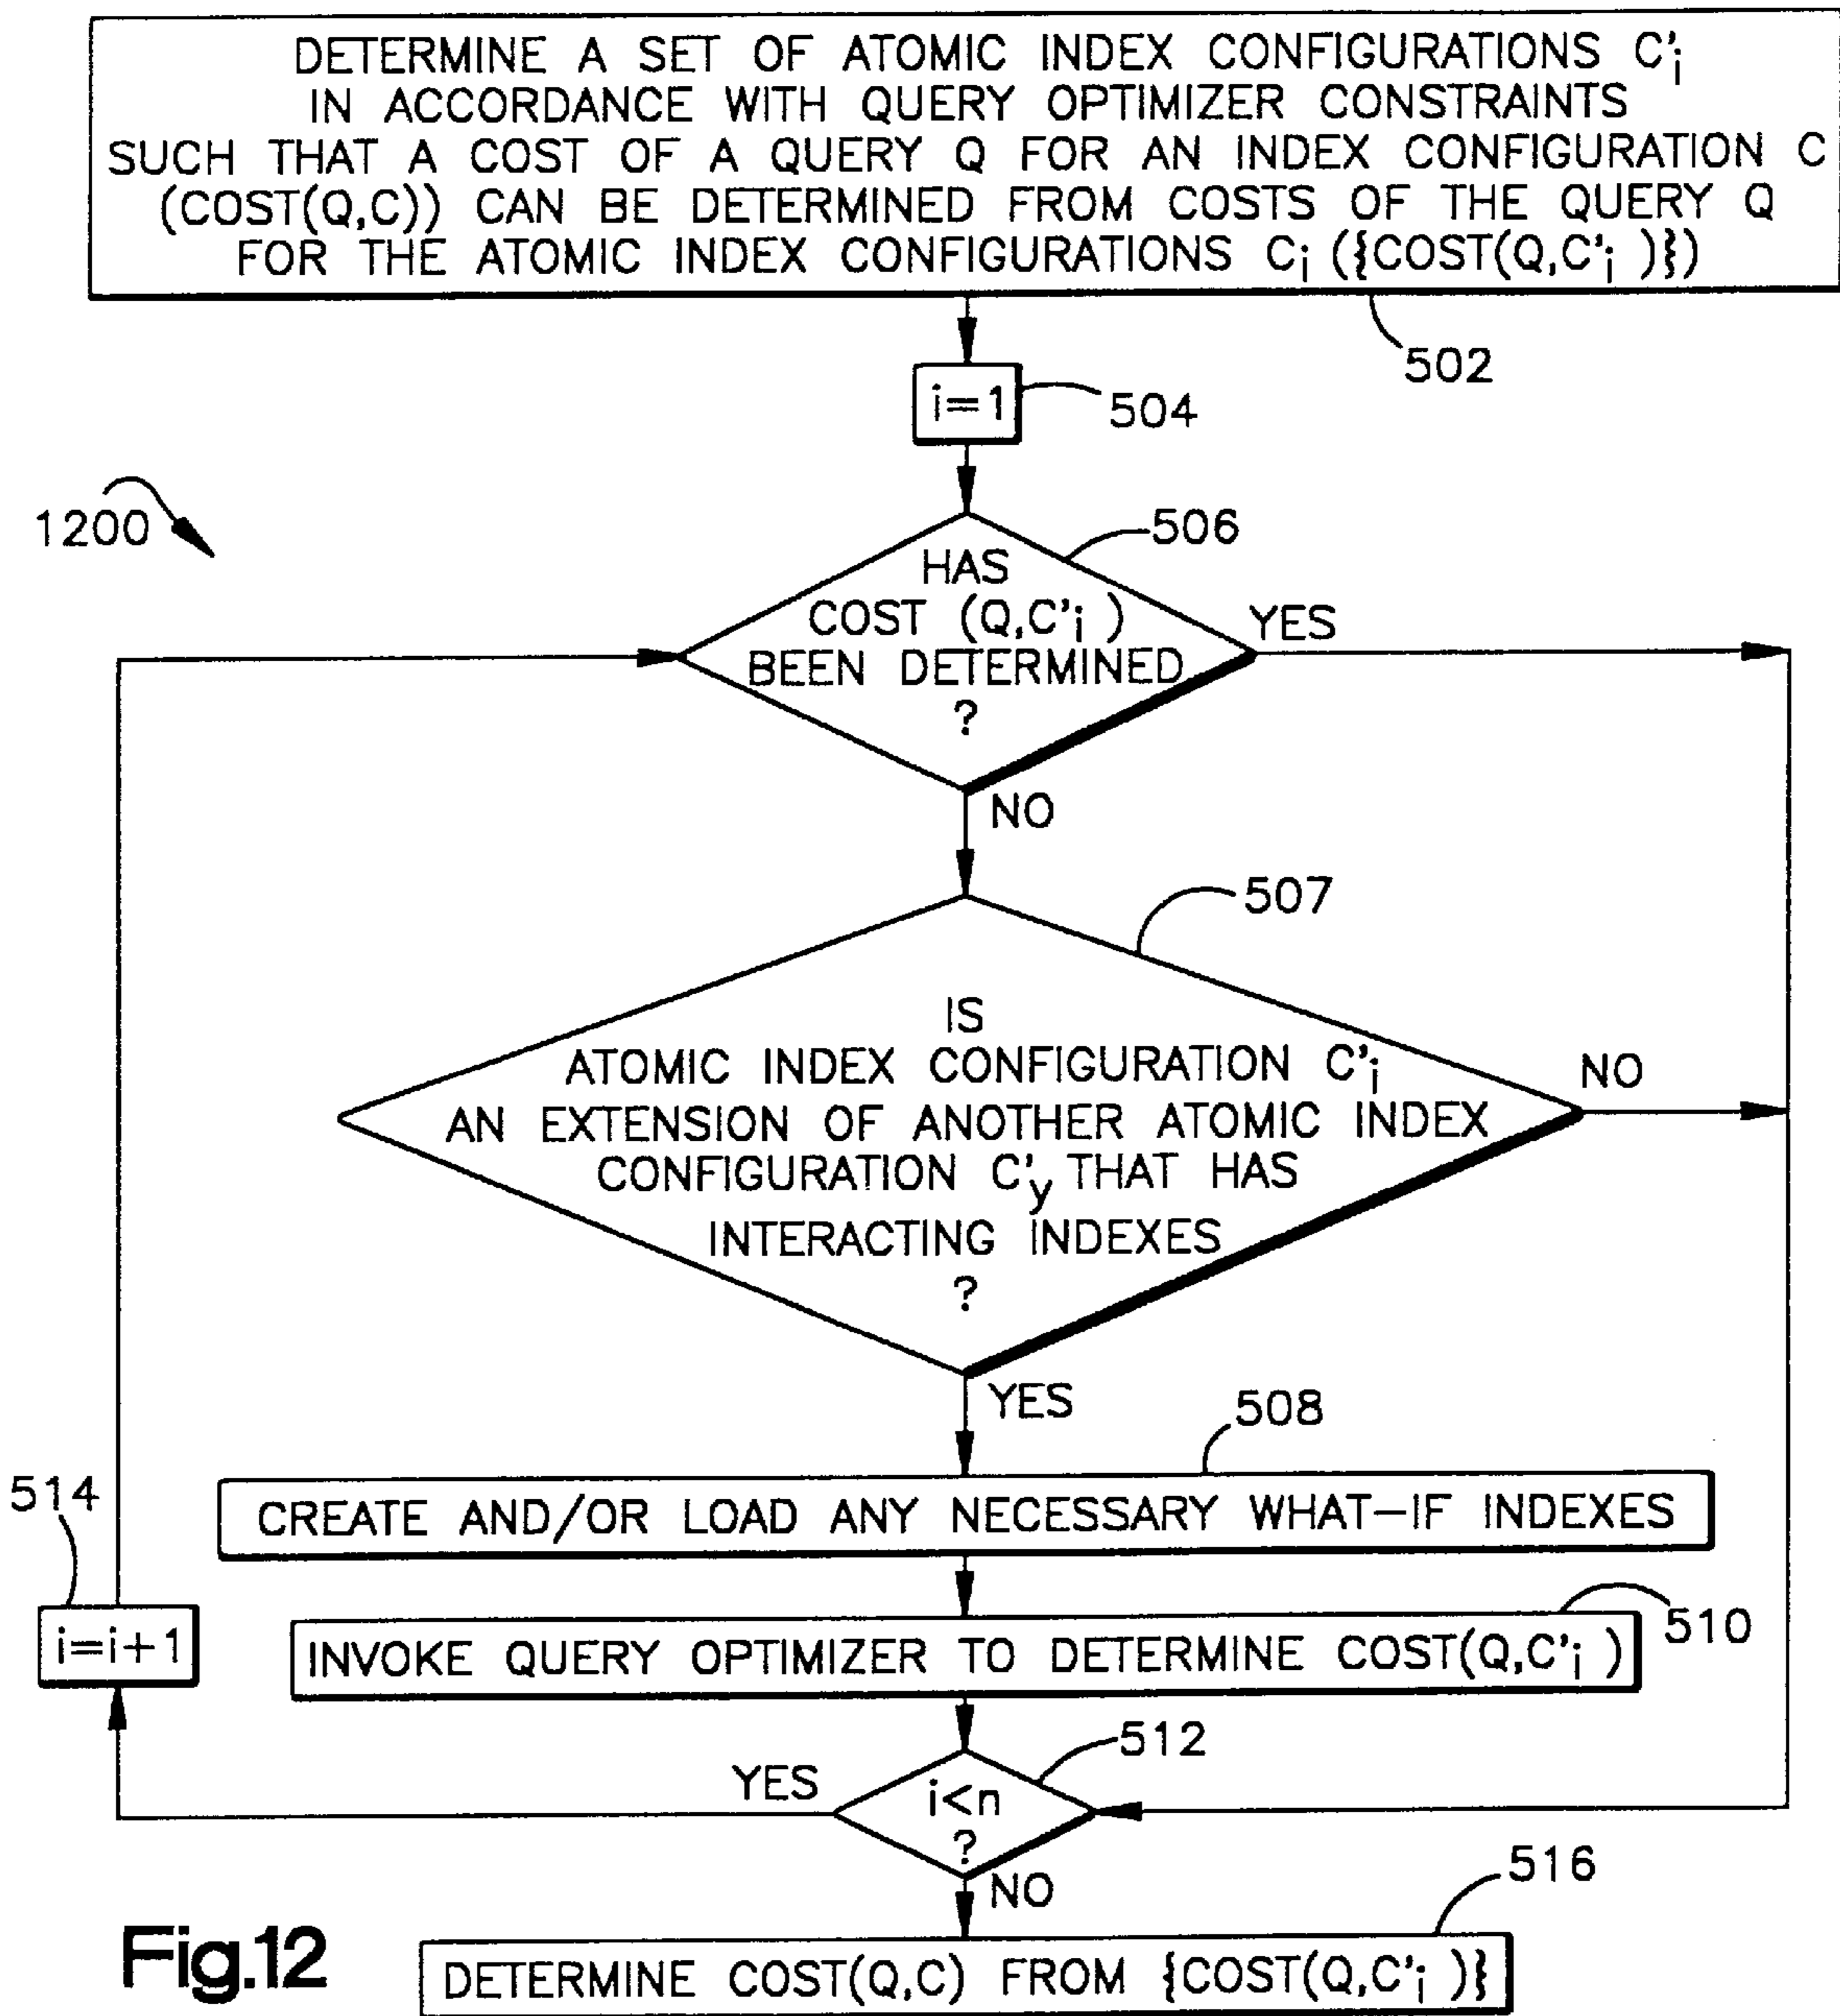 DETERMINE A SET OF ATOMIC INDEX CONFIGURATIONS C'i
IN ACCORDANCE WITH QUERY OPTIMIZER CONSTRAINTS
SUCH THAT A COST OF A QUERY Q FOR AN INDEX CONFIGURATION C
(COST(Q,C)) CAN BE DETERMINED FROM COSTS OF THE QUERY Q
FOR THE ATOMIC INDEX CONFIGURATIONS Ci ({COST(Q,C'i )})
502
i=1
504
1200
506
HAS
COST (Q,C'i )
BEEN DETERMINED
?
YES
NO
507
IS
ATOMIC INDEX CONFIGURATION C'i
AN EXTENSION OF ANOTHER ATOMIC INDEX
CONFIGURATION C'y THAT HAS
INTERACTING INDEXES
?
NO
YES
508
CREATE AND/OR LOAD ANY NECESSARY WHAT-IF INDEXES
514
i=i+1
510
INVOKE QUERY OPTIMIZER TO DETERMINE COST(Q,C'i )
512
i<n
?
YES
NO
516
DETERMINE COST(Q,C) FROM {COST(Q,C'i )}
Fig.12